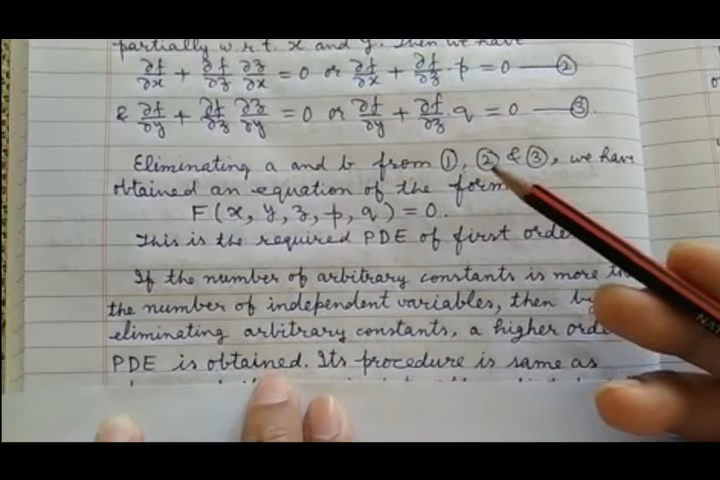 partially w.r.t. x and y. Then we have
∂f/∂x + ∂f/∂z ∂z/∂x = 0 or ∂f/∂x + ∂f/∂z · p = 0 — ②
& ∂f/∂y + ∂f/∂z ∂z/∂y = 0 or ∂f/∂y + ∂f/∂z · q = 0 — ③
Eliminating a and b from ①, ② & ③, we have
obtained an equation of the form
F(x, y, z, p, q) = 0.
This is the required PDE of first order
If the number of arbitrary constants is more
the number of independent variables, then by
eliminating arbitrary constants, a higher order
PDE is obtained. Its procedure is same as